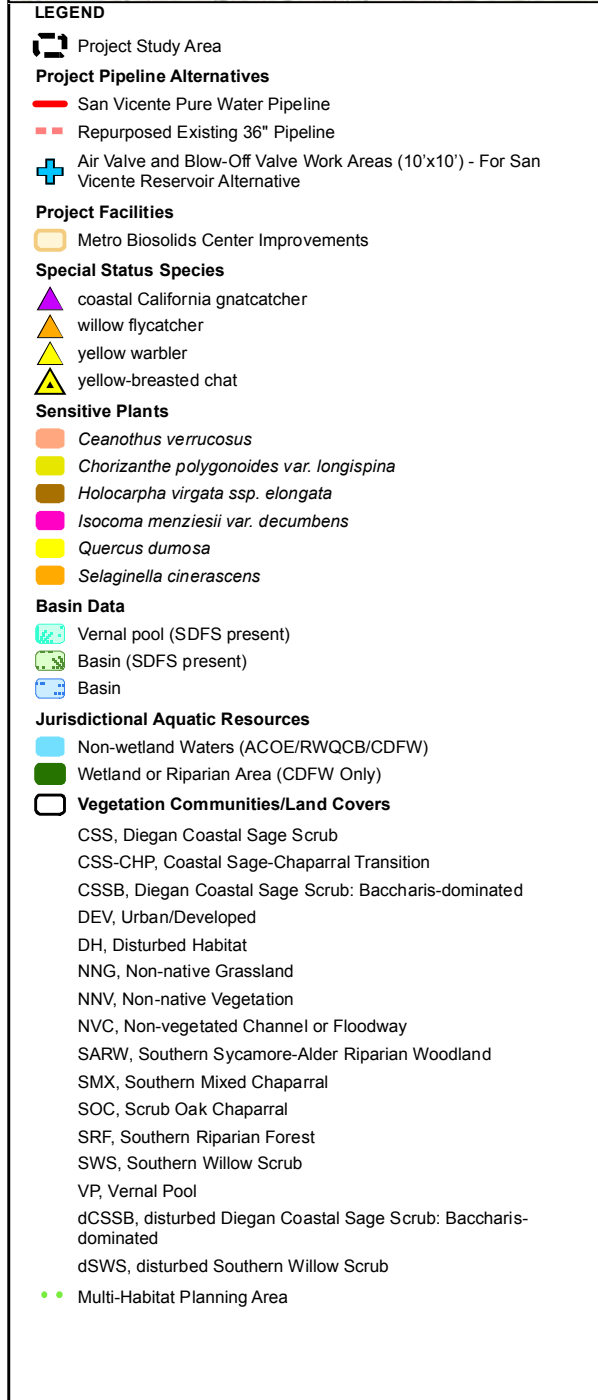 LEGEND
Project Study Area
Project Pipeline Alternatives
San Vicente Pure Water Pipeline
Repurposed Existing 36" Pipeline
Air Valve and Blow-Off Valve Work Areas (10'x10') - For San
Vicente Reservoir Alternative
Project Facilities
Metro Biosolids Center Improvements
Special Status Species
coastal California gnatcatcher
willow flycatcher
yellow warbler
yellow-breasted chat
Sensitive Plants
Ceanothus verrucosus
Chorizanthe polygonoides var. longispina
Holocarpha virgata ssp. elongata
Isocoma menziesii var. decumbens
Quercus dumosa
Selaginella cinerascens
Basin Data
Vernal pool (SDFS present)
Basin (SDFS present)
Basin
Jurisdictional Aquatic Resources
Non-wetland Waters (ACOE/RWQCB/CDFW)
Wetland or Riparian Area (CDFW Only)
Vegetation Communities/Land Covers
CSS, Diegan Coastal Sage Scrub
CSS-CHP, Coastal Sage-Chaparral Transition
CSSB, Diegan Coastal Sage Scrub: Baccharis-dominated
DEV, Urban/Developed
DH, Disturbed Habitat
NNG, Non-native Grassland
NNV, Non-native Vegetation
NVC, Non-vegetated Channel or Floodway
SARW, Southern Sycamore-Alder Riparian Woodland
SMX, Southern Mixed Chaparral
SOC, Scrub Oak Chaparral
SRF, Southern Riparian Forest
SWS, Southern Willow Scrub
VP, Vernal Pool
dCSSB, disturbed Diegan Coastal Sage Scrub: Baccharis-
dominated
dSWS, disturbed Southern Willow Scrub
Multi-Habitat Planning Area